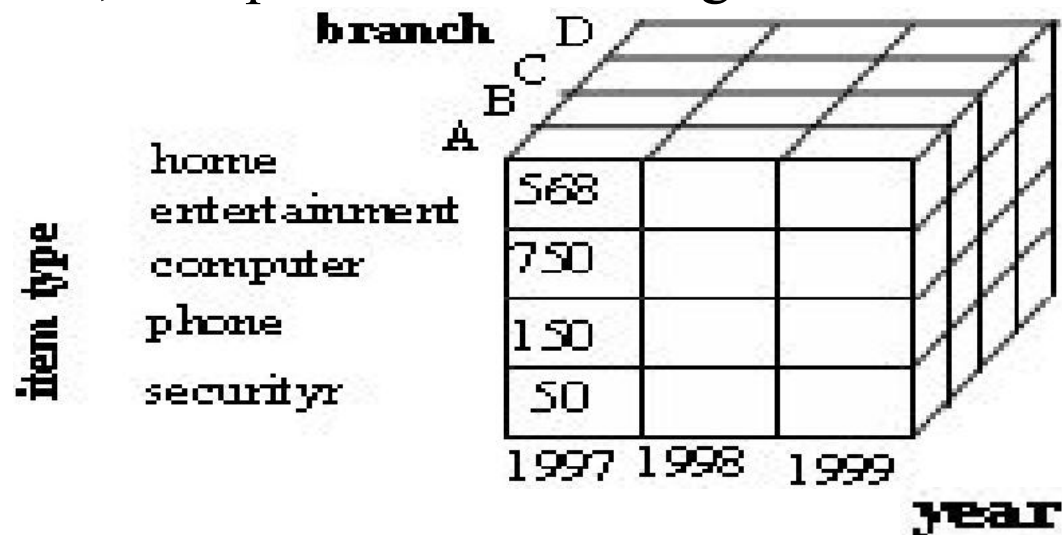 branch D
C
B
A
home
entertainment
computer
phone
securityr
item type
568
750
150
50
1997 1998 1999
year